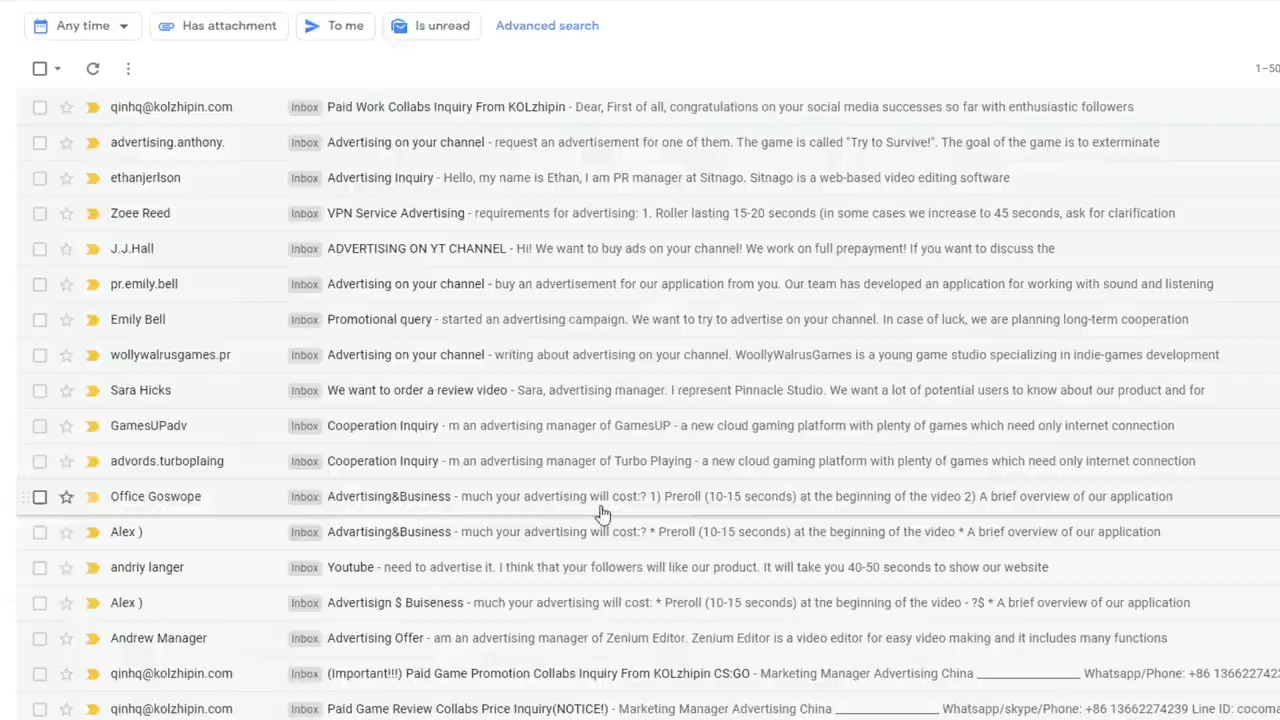 Any time Has attachment To me Is unread Advanced search
1–50
qinhq@kolzhipin.com Inbox Paid Work Collabs Inquiry From KOLzhipin - Dear, First of all, congratulations on your social media successes so far with enthusiastic followers
advertising.anthony. Inbox Advertising on your channel - request an advertisement for one of them. The game is called "Try to Survive!". The goal of the game is to exterminate
ethanjerlson Inbox Advertising Inquiry - Hello, my name is Ethan, I am PR manager at Sitnago. Sitnago is a web-based video editing software
Zoee Reed Inbox VPN Service Advertising - requirements for advertising: 1. Roller lasting 15-20 seconds (in some cases we increase to 45 seconds, ask for clarification
J.J.Hall Inbox ADVERTISING ON YT CHANNEL - Hi! We want to buy ads on your channel! We work on full prepayment! If you want to discuss the
pr.emily.bell Inbox Advertising on your channel - buy an advertisement for our application from you. Our team has developed an application for working with sound and listening
Emily Bell Inbox Promotional query - started an advertising campaign. We want to try to advertise on your channel. In case of luck, we are planning long-term cooperation
wollywalrusgames.pr Inbox Advertising on your channel - writing about advertising on your channel. WoollyWalrusGames is a young game studio specializing in indie-games development
Sara Hicks Inbox We want to order a review video - Sara, advertising manager. I represent Pinnacle Studio. We want a lot of potential users to know about our product and for
GamesUPadv Inbox Cooperation Inquiry - m an advertising manager of GamesUP - a new cloud gaming platform with plenty of games which need only internet connection
advords.turboplaing Inbox Cooperation Inquiry - m an advertising manager of Turbo Playing - a new cloud gaming platform with plenty of games which need only internet connection
Office Goswope Inbox Advertising&Business - much your advertising will cost:? 1) Preroll (10-15 seconds) at the beginning of the video 2) A brief overview of our application
Alex ) Inbox Advartising&Business - much your advertising will cost:? * Preroll (10-15 seconds) at the beginning of the video * A brief overview of our application
andriy langer Inbox Youtube - need to advertise it. I think that your followers will like our product. It will take you 40-50 seconds to show our website
Alex ) Inbox Advertisign $ Buiseness - much your advertising will cost: * Preroll (10-15 seconds) at tne beginning of the video - ?$ * A brief overview of our application
Andrew Manager Inbox Advertising Offer - am an advertising manager of Zenium Editor. Zenium Editor is a video editor for easy video making and it includes many functions
qinhq@kolzhipin.com Inbox (Important!!!) Paid Game Promotion Collabs Inquiry From KOLzhipin CS:GO - Marketing Manager Advertising China _______________ Whatsapp/Phone: +86 1366227423
qinhq@kolzhipin.com Inbox Paid Game Review Collabs Price Inquiry(NOTICE!) - Marketing Manager Advertising China _______________ Whatsapp/skype/Phone: +86 13662274239 Line ID: cocoma